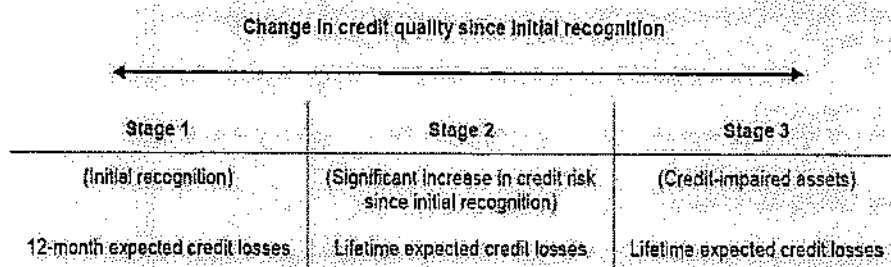 Change in credit quality since initial recognition
Stage 1 Stage 2 Stage 3
(Initial recognition) (Significant increase in credit risk since initial recognition) (Credit-impaired assets)
12-month expected credit losses Lifetime expected credit losses Lifetime expected credit losses